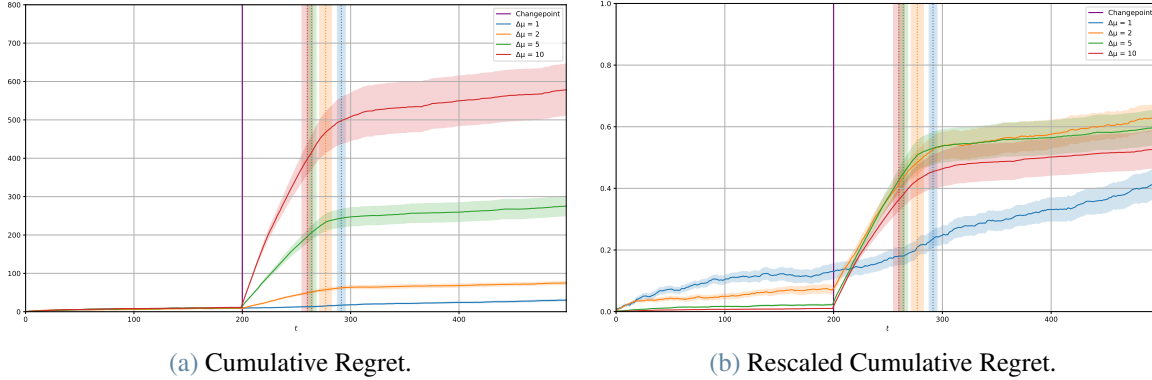 800
700
600
500
400
300
200
100
0
0
200
300
400
t
Changepoint
Δμ = 1
Δμ = 2
Δμ = 5
Δμ = 10
(a) Cumulative Regret.
1.0
0.8
0.6
0.4
0.2
0.0
0
200
300
400
t
Changepoint
Δμ = 1
Δμ = 2
Δμ = 5
Δμ = 10
(b) Rescaled Cumulative Regret.